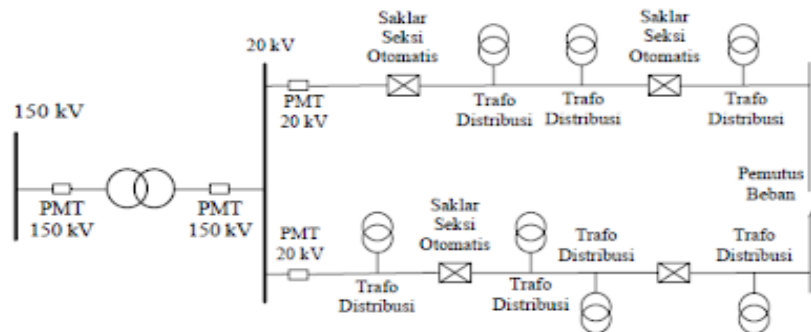 Saklar
Seksi
Otomatis
Saklar
Seksi
Otomatis
20 kV
PMT
20 kV
Trafo
Distribusi
Trafo
Distribusi
Trafo
Distribusi
150 kV
PMT
150 kV
PMT
150 kV
Pemutus
Beban
PMT
20 kV
Saklar
Seksi
Otomatis
Trafo
Distribusi
Trafo
Distribusi
Trafo
Distribusi
Trafo
Distribusi